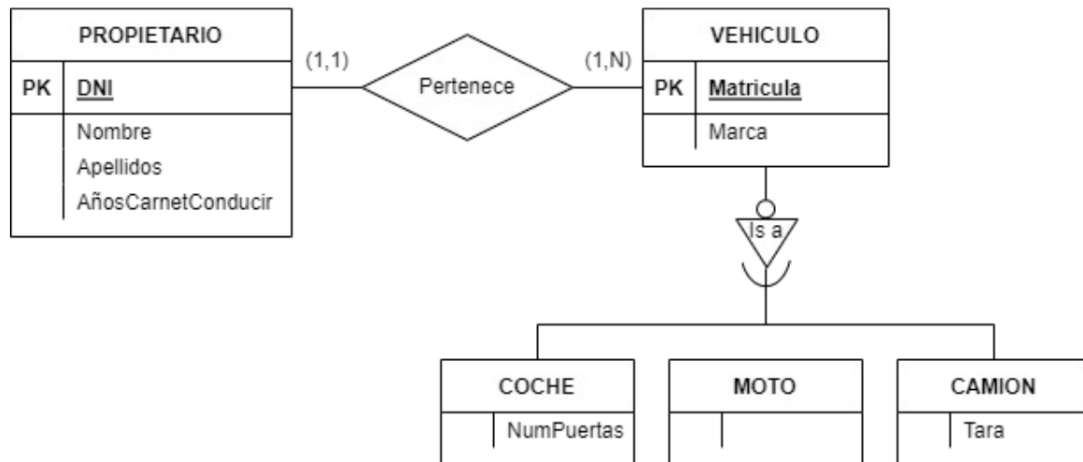 PROPIETARIO
PK DNI
Nombre
Apellidos
AñosCarnetConducir
(1,1)
Pertenece
(1,N)
VEHICULO
PK Matricula
Marca
Is a
COCHE
NumPuertas
MOTO
CAMION
Tara